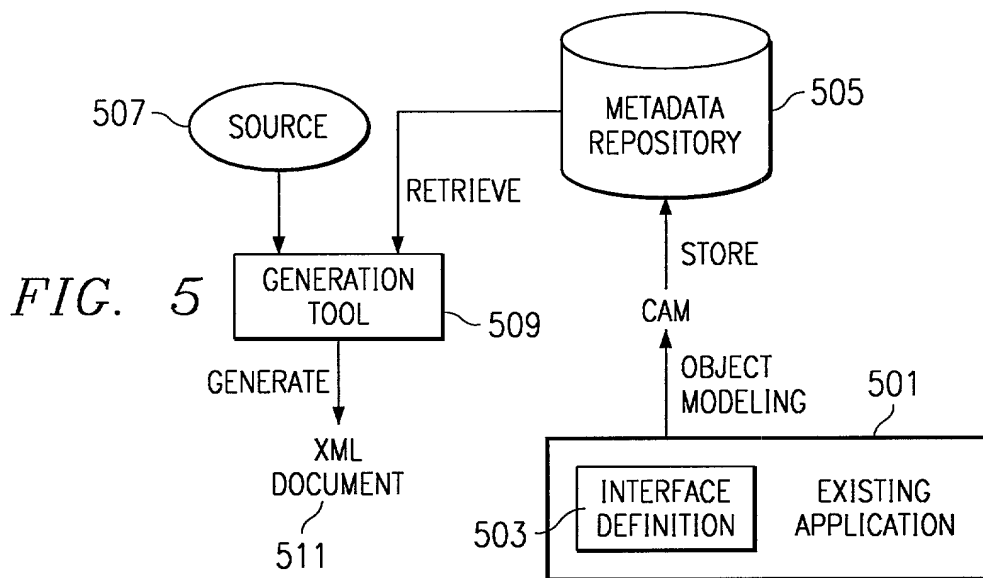 507
SOURCE
METADATA
REPOSITORY
505
RETRIEVE
FIG. 5
GENERATION
TOOL
509
STORE
CAM
GENERATE
OBJECT
MODELING
501
XML
DOCUMENT
511
503
INTERFACE
DEFINITION
EXISTING
APPLICATION